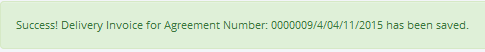 Success! Delivery Invoice for Agreement Number: 0000009/4/04/11/2015 has been saved.